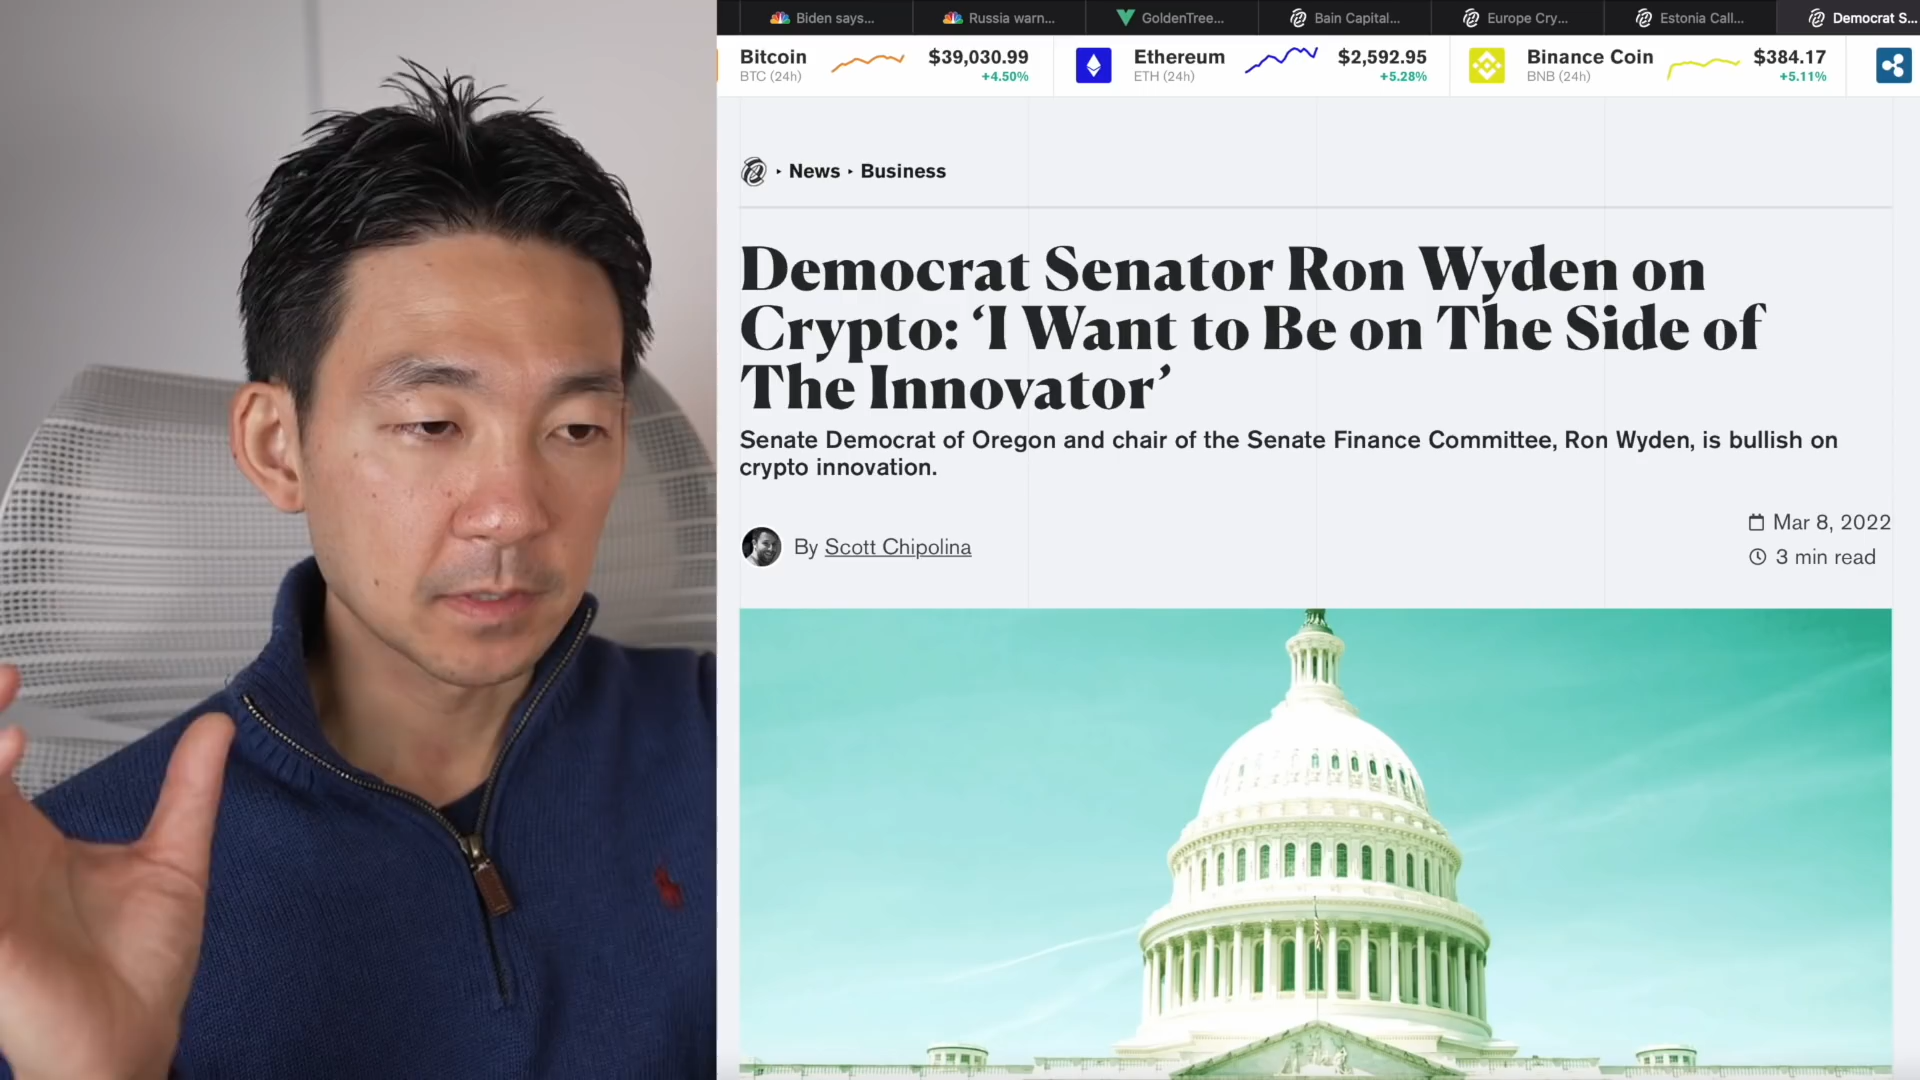 Biden says...
Russia warn...
GoldenTree...
Bain Capital...
Europe Cry...
Estonia Call...
Democrat S...
Bitcoin
BTC (24h)
$39,030.99
+4.50%
Ethereum
ETH (24h)
$2,592.95
+5.28%
Binance Coin
BNB (24h)
$384.17
+5.11%
News ‣ Business
Democrat Senator Ron Wyden on
Crypto: ‘I Want to Be on The Side of
The Innovator’
Senate Democrat of Oregon and chair of the Senate Finance Committee, Ron Wyden, is bullish on
crypto innovation.
By Scott Chipolina
Mar 8, 2022
3 min read